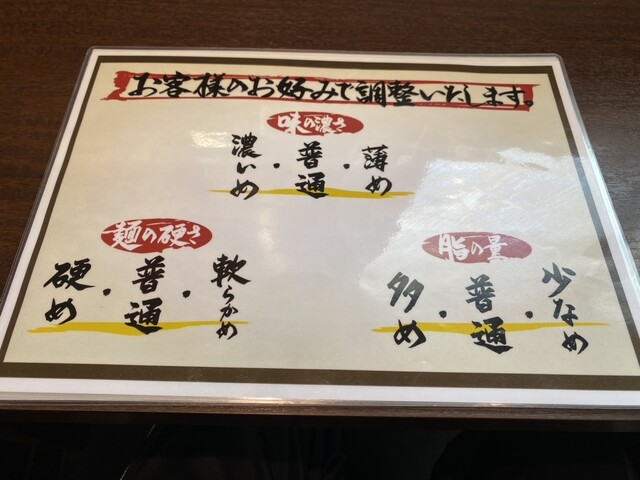 お客様のお好みで調整いたします。
味の濃さ
濃いめ・普通・薄め
麺の硬さ
硬め・普通・軟らかめ
脂の量
多め・普通・少なめ